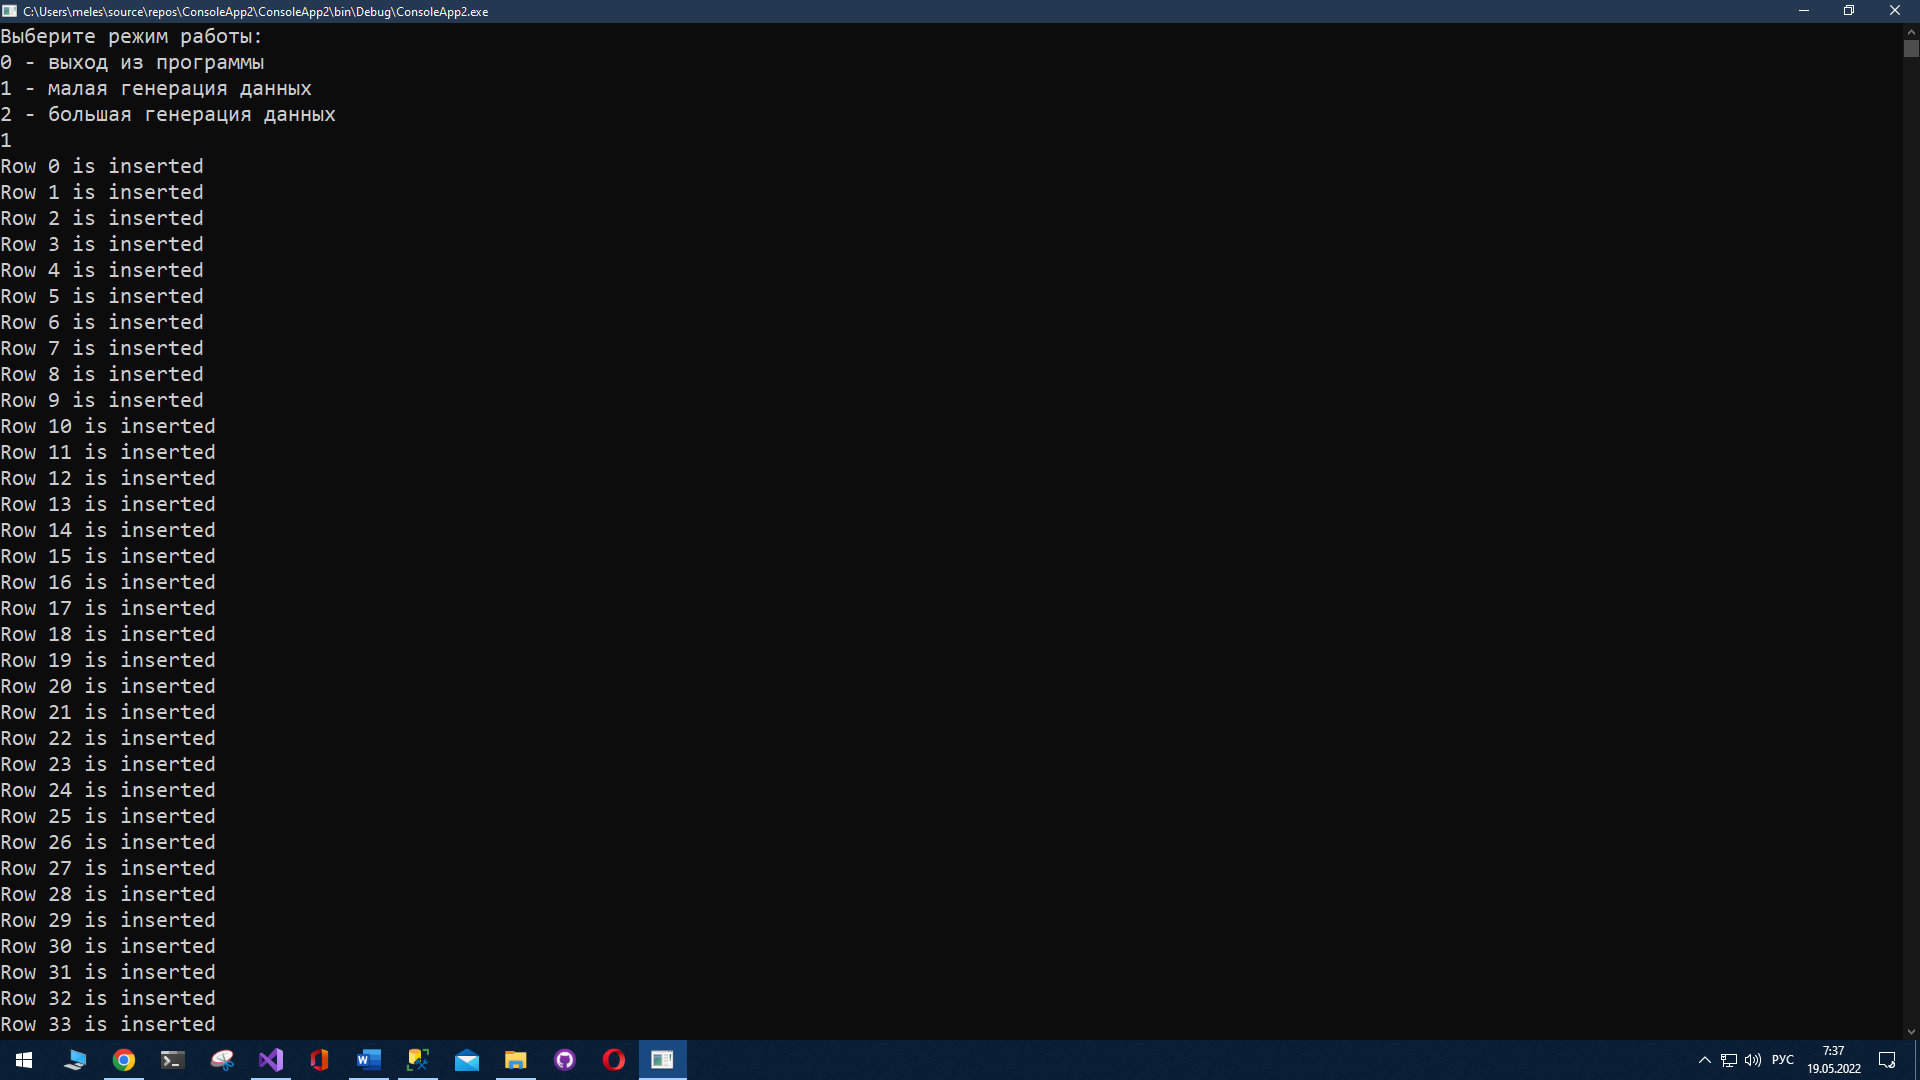 C:\Users\meles\source\repos\ConsoleApp2\ConsoleApp2\bin\Debug\ConsoleApp2.exe
Выберите режим работы:
0 - выход из программы
1 - малая генерация данных
2 - большая генерация данных
1
Row 0 is inserted
Row 1 is inserted
Row 2 is inserted
Row 3 is inserted
Row 4 is inserted
Row 5 is inserted
Row 6 is inserted
Row 7 is inserted
Row 8 is inserted
Row 9 is inserted
Row 10 is inserted
Row 11 is inserted
Row 12 is inserted
Row 13 is inserted
Row 14 is inserted
Row 15 is inserted
Row 16 is inserted
Row 17 is inserted
Row 18 is inserted
Row 19 is inserted
Row 20 is inserted
Row 21 is inserted
Row 22 is inserted
Row 23 is inserted
Row 24 is inserted
Row 25 is inserted
Row 26 is inserted
Row 27 is inserted
Row 28 is inserted
Row 29 is inserted
Row 30 is inserted
Row 31 is inserted
Row 32 is inserted
Row 33 is inserted
РУС
7:37
19.05.2022